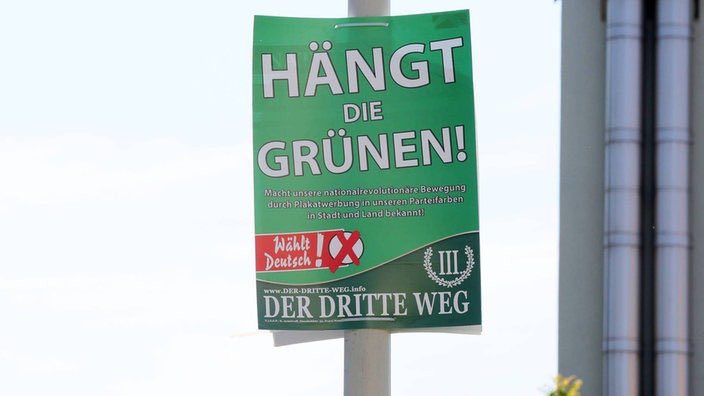 HÄNGT
DIE
GRÜNEN!
Macht unsere nationalrevolutionäre Bewegung
durch Plakatwerbung in unseren Parteifarben
in Stadt und Land bekannt!
Wählt
Deutsch!
III
www.DER-DRITTE-WEG.info
DER DRITTE WEG